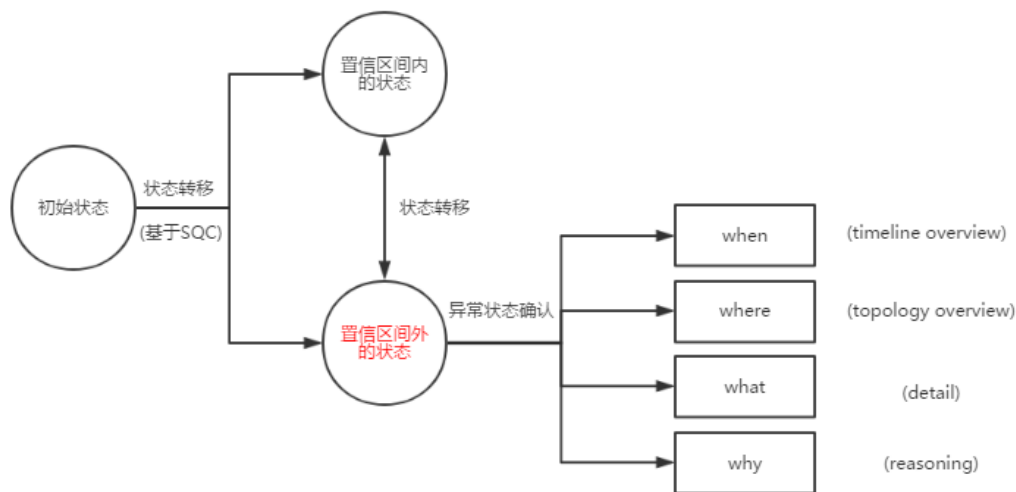 置信区间内
的状态
初始状态
状态转移
(基于SQC)
状态转移
置信区间外
的状态
异常状态确认
when
(timeline overview)
where
(topology overview)
what
(detail)
why
(reasoning)